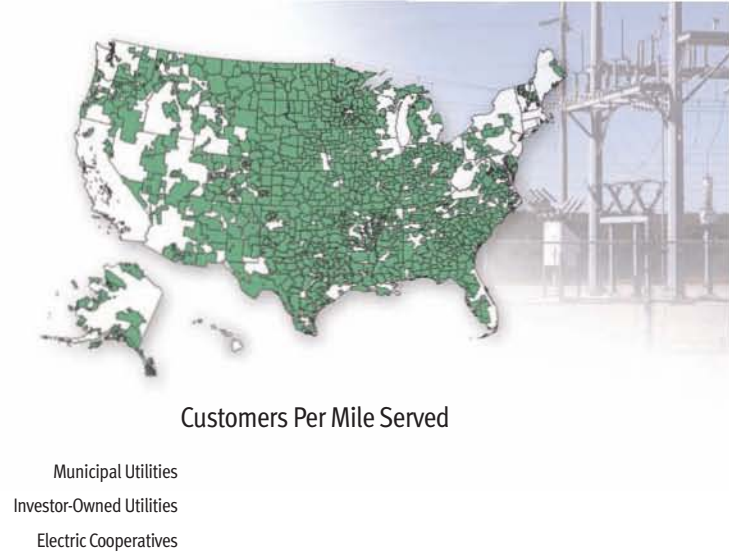 Customers Per Mile Served
Municipal Utilities
Investor-Owned Utilities
Electric Cooperatives